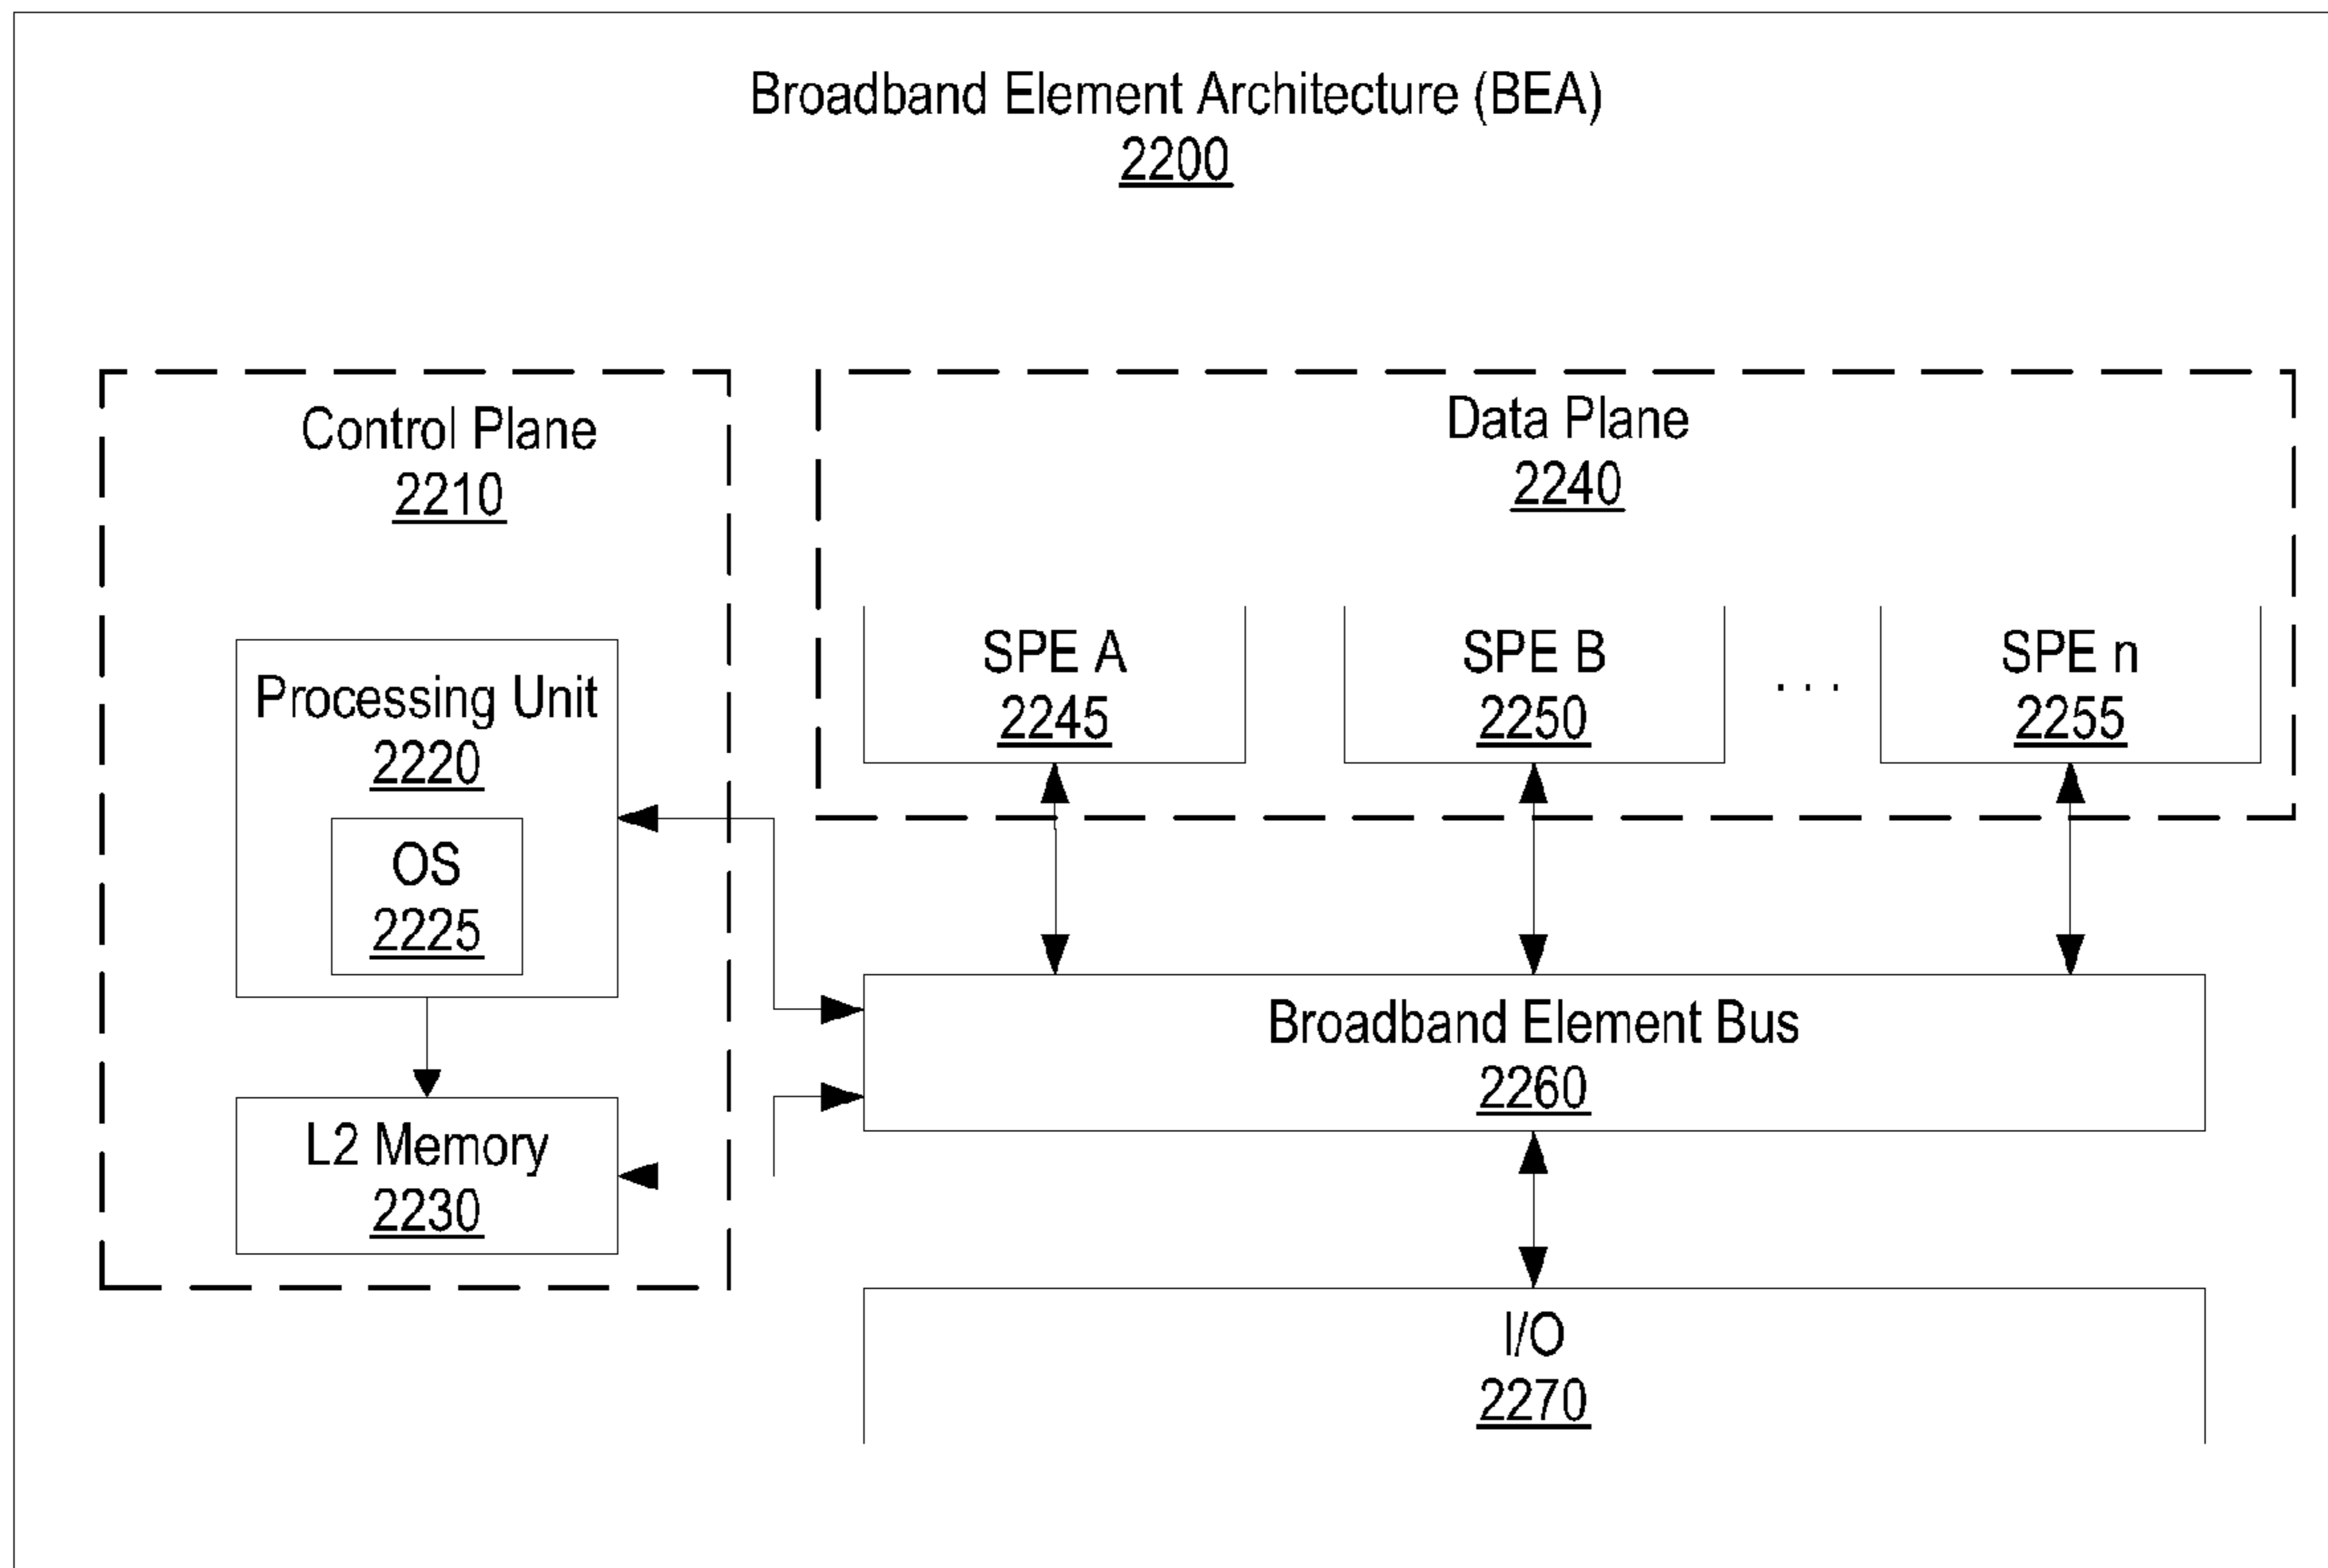 Broadband Element Architecture (BEA)
2200
Control Plane
2210
Processing Unit
2220
OS
2225
L2 Memory
2230
Data Plane
2240
SPE A
2245
SPE B
2250
. . .
SPE n
2255
Broadband Element Bus
2260
I/O
2270